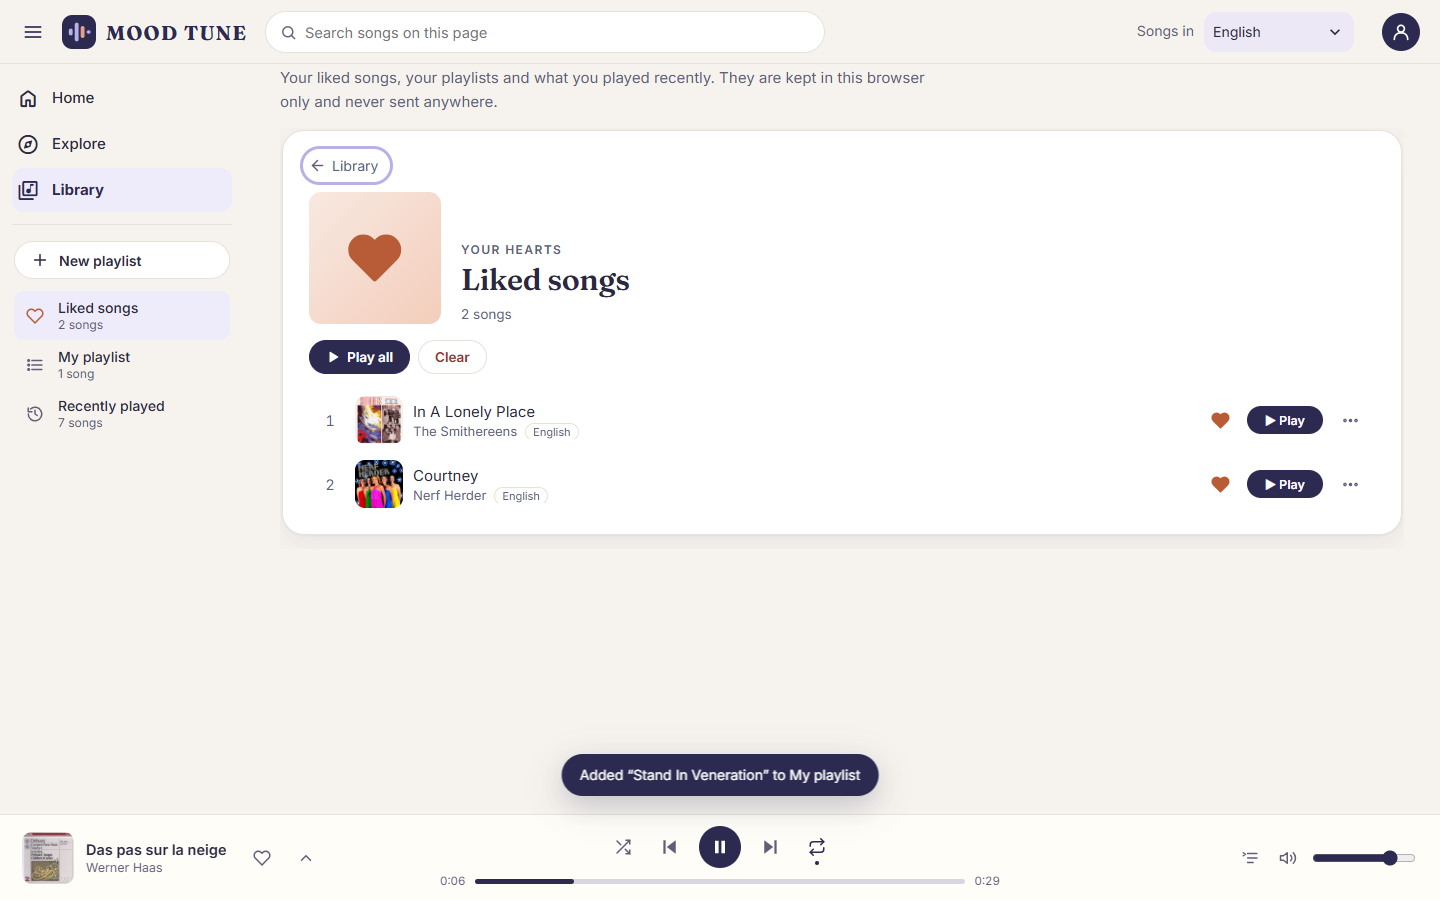 MOOD TUNE
Search songs on this page
Songs in
English
Home
Explore
Library
New playlist
Liked songs
2 songs
My playlist
1 song
Recently played
7 songs
Your liked songs, your playlists and what you played recently. They are kept in this browser
only and never sent anywhere.
Library
YOUR HEARTS
Liked songs
2 songs
Play all
Clear
1
In A Lonely Place
The Smithereens English
Play
2
Courtney
Nerf Herder English
Play
Added “Stand In Veneration” to My playlist
Das pas sur la neige
Werner Haas
0:06
0:29